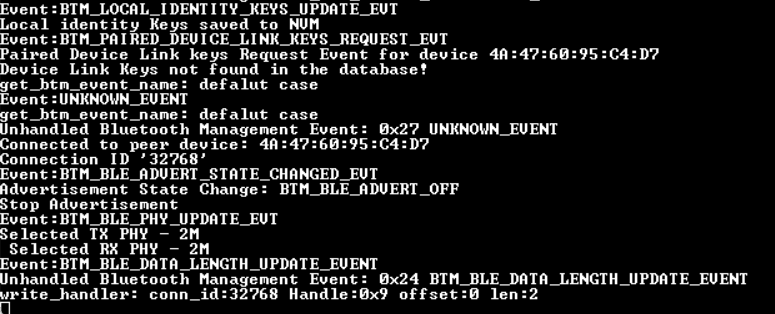 Event:BTM_LOCAL_IDENTITY_KEYS_UPDATE_EVT
Local identity Keys saved to NVM
Event:BTM_PAIRED_DEVICE_LINK_KEYS_REQUEST_EVT
Paired Device Link keys Request Event for device 4A:47:60:95:C4:D7
Device Link Keys not found in the database!
get_btm_event_name: defalut case
Event:UNKNOWN_EVENT
get_btm_event_name: defalut case
Unhandled Bluetooth Management Event: 0x27 UNKNOWN_EVENT
Connected to peer device: 4A:47:60:95:C4:D7
Connection ID '32768'
Event:BTM_BLE_ADVERT_STATE_CHANGED_EVT
Advertisement State Change: BTM_BLE_ADVERT_OFF
Stop Advertisement
Event:BTM_BLE_PHY_UPDATE_EVT
Selected TX PHY - 2M
 Selected RX PHY - 2M
Event:BTM_BLE_DATA_LENGTH_UPDATE_EVENT
Unhandled Bluetooth Management Event: 0x24 BTM_BLE_DATA_LENGTH_UPDATE_EVENT
write_handler: conn_id:32768 Handle:0x9 offset:0 len:2